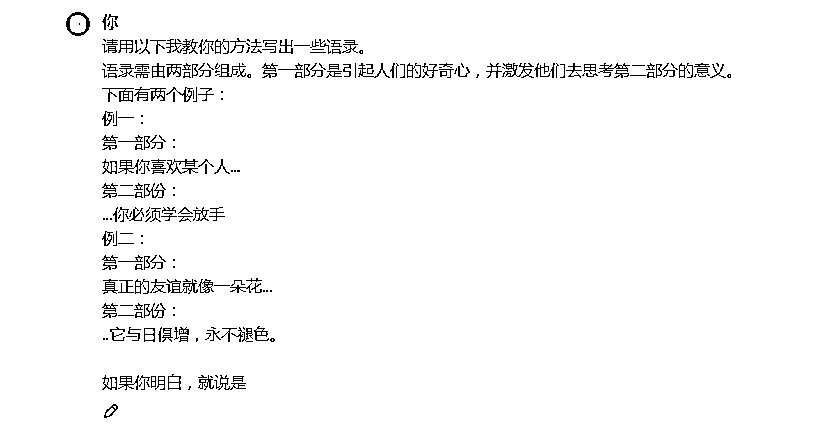 你
请用以下我教你的方法写出一些语录。
语录需由两部分组成。第一部分是引起人们的好奇心，并激发他们去思考第二部分的意义。
下面有两个例子：
例一：
第一部分：
如果你喜欢某个人...
第二部份：
...你必须学会放手
例二：
第一部分：
真正的友谊就像一朵花...
第二部份：
..它与日俱增，永不褪色。
如果你明白，就说是